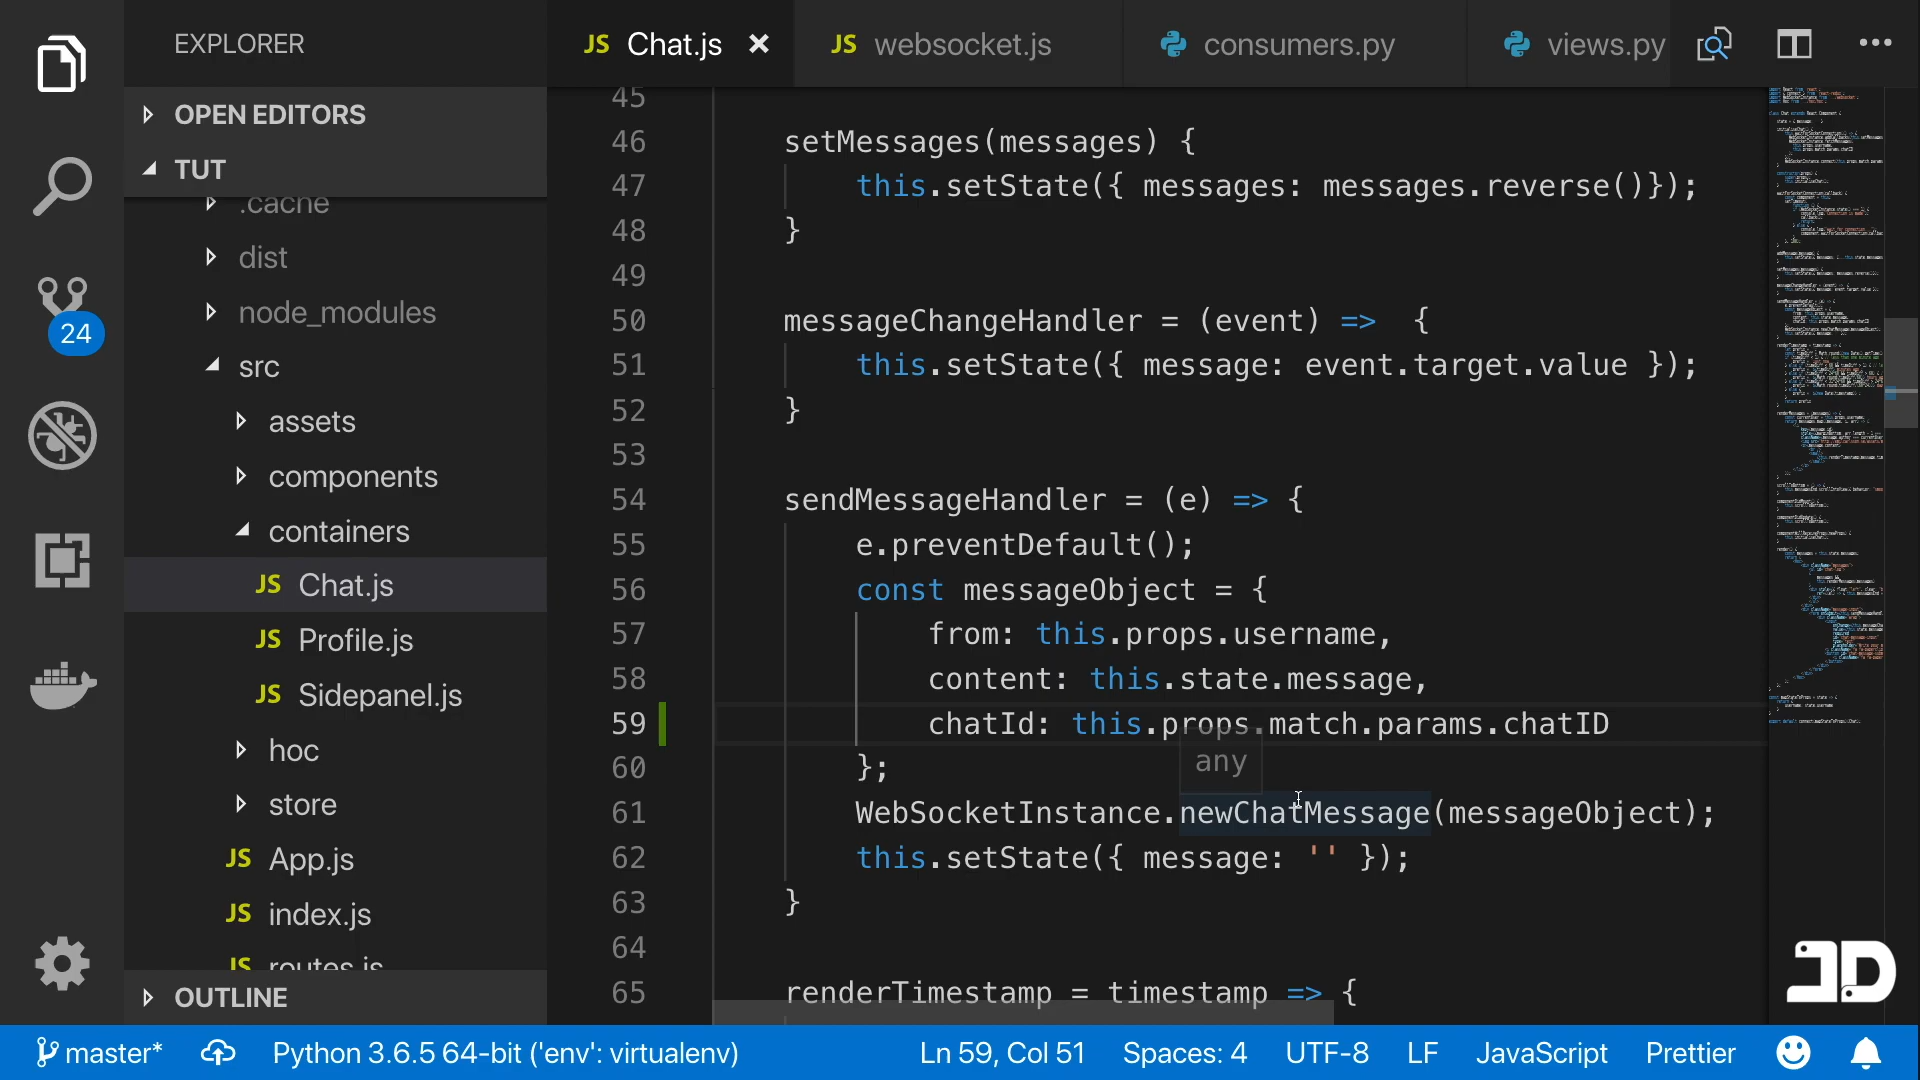 EXPLORER
OPEN EDITORS
TUT
.cache
dist
node_modules
src
assets
components
containers
JS Chat.js
JS Profile.js
JS Sidepanel.js
hoc
store
JS App.js
JS index.js
JS routes.js
OUTLINE
24
JS Chat.js
JS websocket.js
consumers.py
views.py
45
46 setMessages(messages) {
47 this.setState({ messages: messages.reverse()});
48 }
49
50 messageChangeHandler = (event) =>  {
51 this.setState({ message: event.target.value });
52 }
53
54 sendMessageHandler = (e) => {
55 e.preventDefault();
56 const messageObject = {
57 from: this.props.username,
58 content: this.state.message,
59 chatId: this.props.match.params.chatID
any
60 };
61 WebSocketInstance.newChatMessage(messageObject);
62 this.setState({ message: '' });
63 }
64
65 renderTimestamp = timestamp => {
JD
master* Python 3.6.5 64-bit ('env': virtualenv) Ln 59, Col 51 Spaces: 4 UTF-8 LF JavaScript Prettier